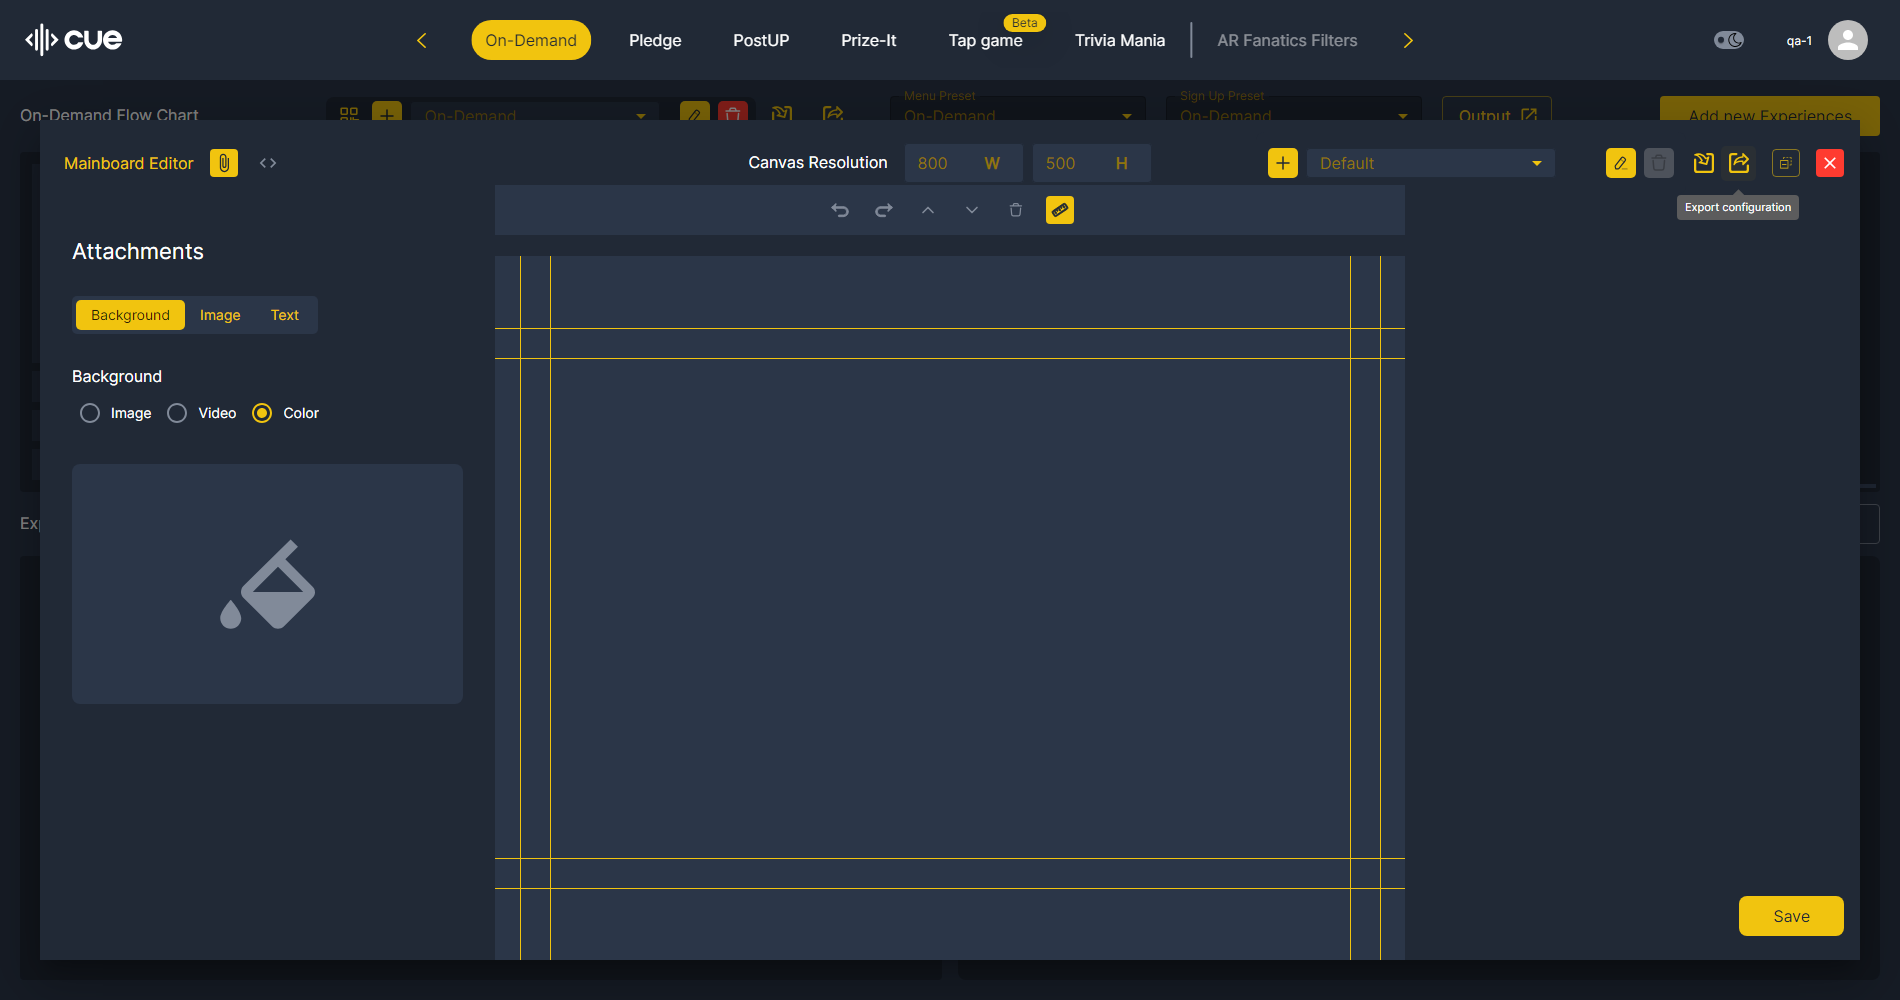 cue
On-Demand
Pledge
PostUP
Prize-It
Tap game
Beta
Trivia Mania
AR Fanatics Filters
qa-1
On-Demand Flow Chart
On-Demand
Menu Preset
On-Demand
Sign Up Preset
On-Demand
Output
Add new Experiences
Mainboard Editor
Canvas Resolution
800 W
500 H
Default
Export configuration
Attachments
Background
Image
Text
Background
Image
Video
Color
Save